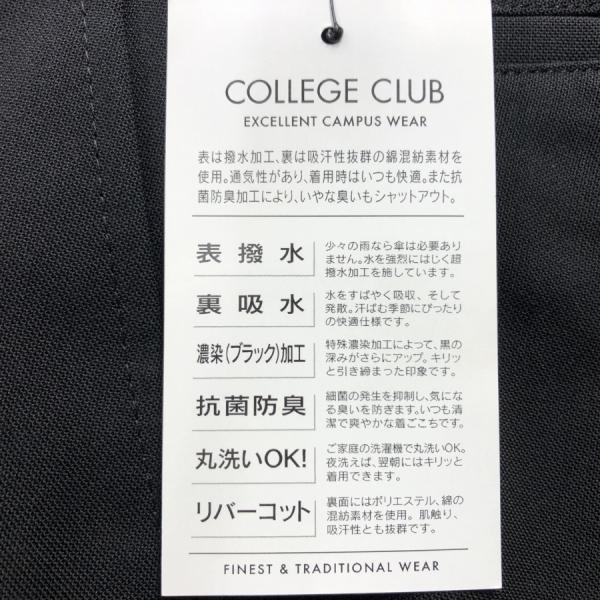 COLLEGE CLUB
EXCELLENT CAMPUS WEAR
表は撥水加工、裏は吸汗性抜群の綿混紡素材を
使用。通気性があり、着用時はいつも快適。また抗
菌防臭加工により、いやな臭いもシャットアウト。
表撥水
少々の雨なら傘は必要あり
ません。水を強烈にはじく超
撥水加工を施しています。
裏吸水
水をすばやく吸収、そして
発散。汗ばむ季節にぴったり
の快適仕様です。
濃染(ブラック)加工
特殊濃染加工によって、黒の
深みがさらにアップ。キリッ
と引き締まった印象です。
抗菌防臭
細菌の発生を抑制し、気にな
る臭いを防ぎます。いつも清
潔で爽やかな着ごこちです。
丸洗いOK!
ご家庭の洗濯機で丸洗いOK。
夜洗えば、翌朝にはキリッと
着用できます。
リバーコット
裏面にはポリエステル、綿の
混紡素材を使用。肌触り、
吸汗性とも抜群です。
FINEST & TRADITIONAL WEAR